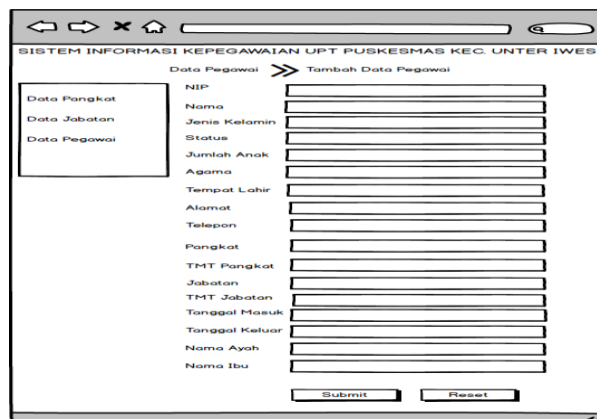 SISTEM INFORMASI KEPEGAWAIAN UPT PUSKESMAS KEC. UNTER IWES
Data Pegawai >> Tambah Data Pegawai
Data Pangkat
Data Jabatan
Data Pegawai
NIP
Nama
Jenis Kelamin
Status
Jumlah Anak
Agama
Tempat Lahir
Alamat
Telepon
Pangkat
TMT Pangkat
Jabatan
TMT Jabatan
Tanggal Masuk
Tanggal Keluar
Nama Ayah
Nama Ibu
Submit Reset